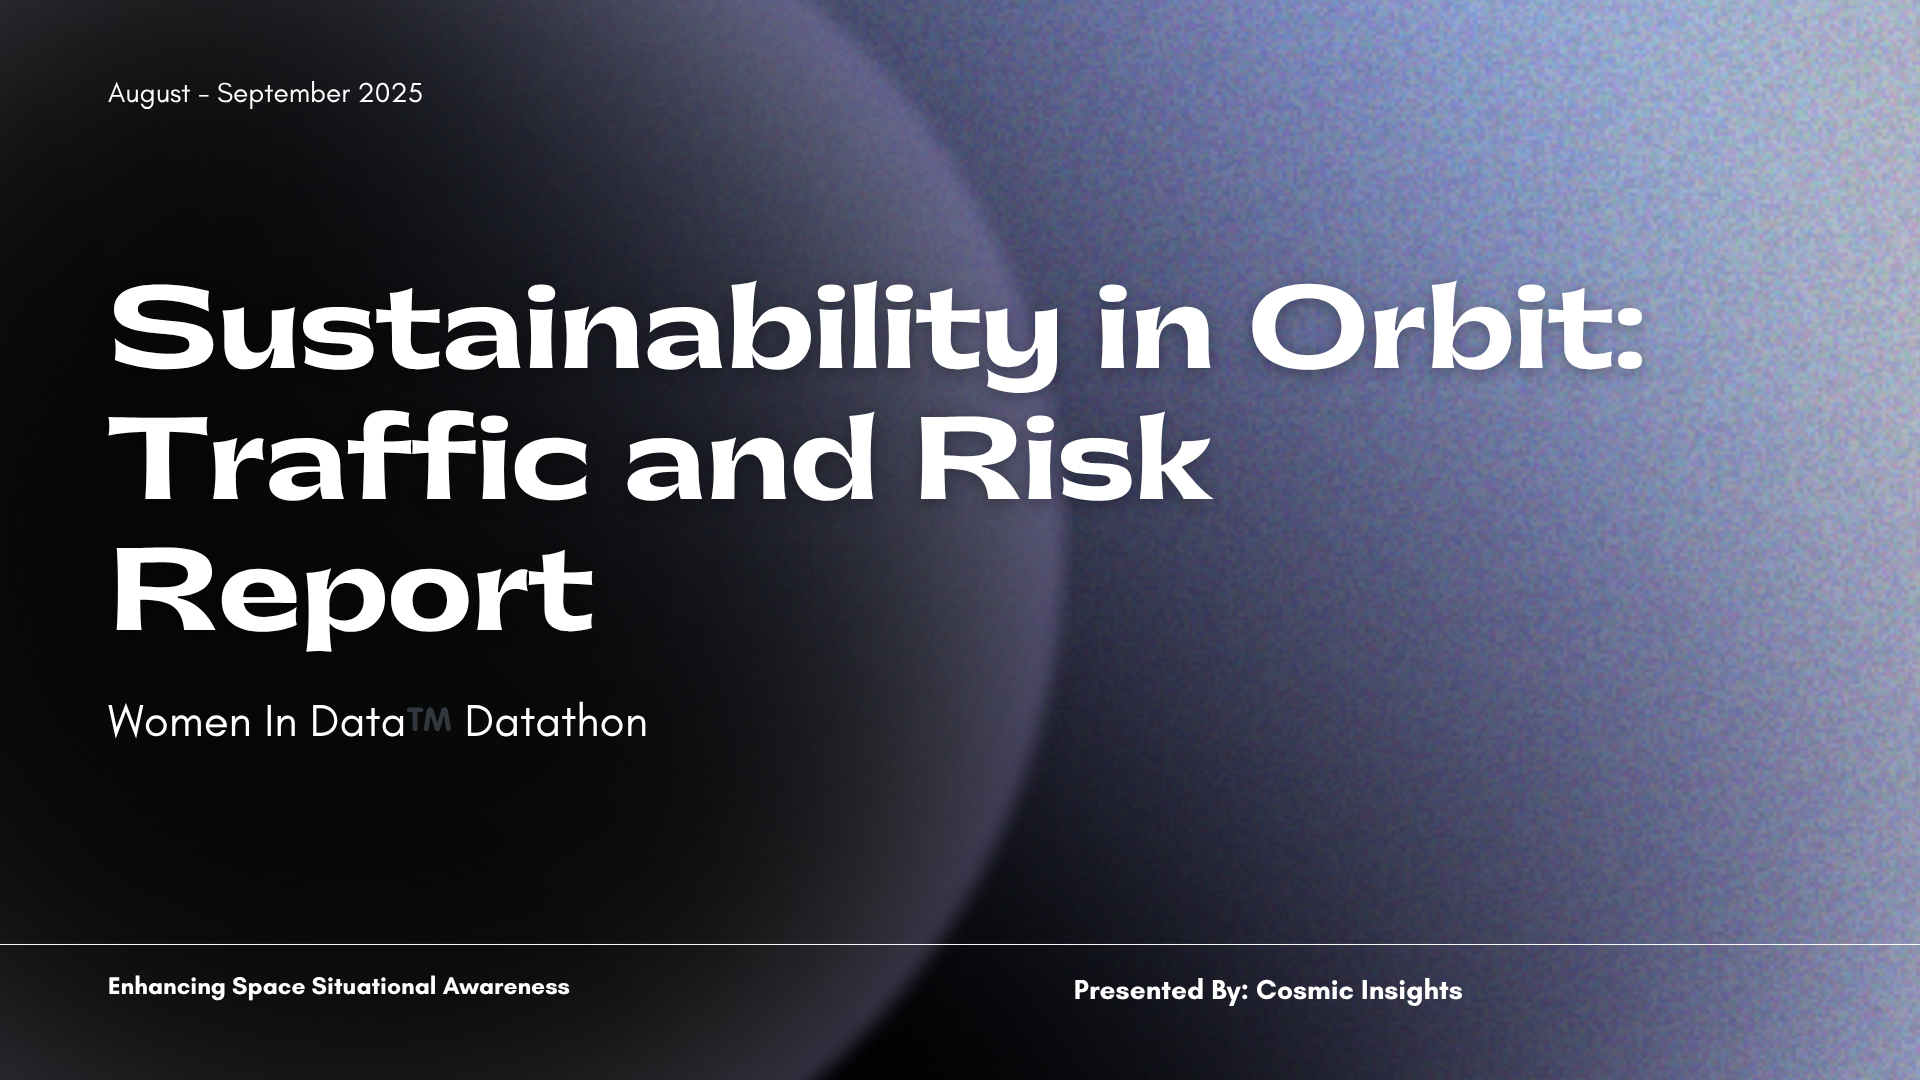 August - September 2025
Sustainability in Orbit:
Traffic and Risk
Report
Women In Data™ Datathon
Enhancing Space Situational Awareness
Presented By: Cosmic Insights